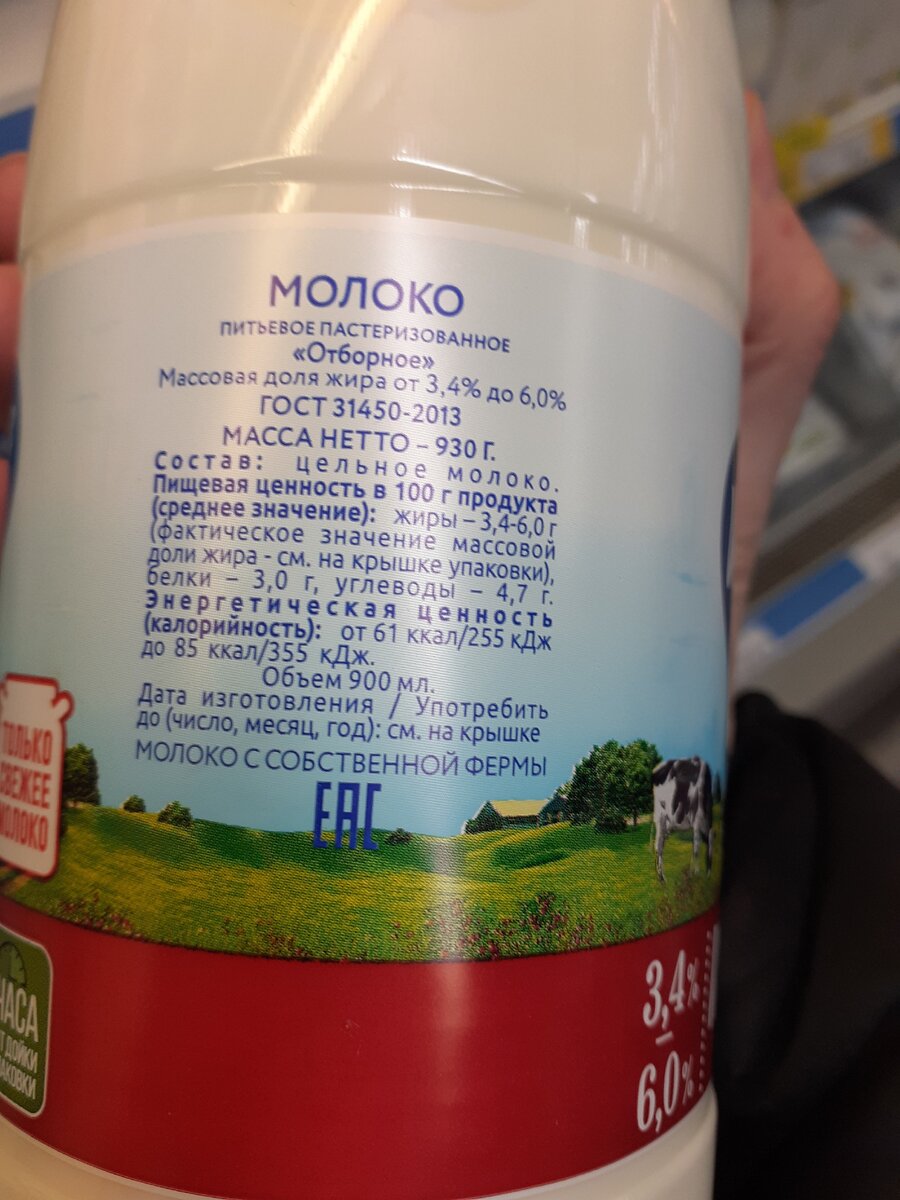 МОЛОКО
ПИТЬЕВОЕ ПАСТЕРИЗОВАННОЕ
«Отборное»
Массовая доля жира от 3,4% до 6,0%
ГОСТ 31450-2013
МАССА НЕТТО – 930 Г.
Состав: цельное молоко.
Пищевая ценность в 100 г продукта
(среднее значение): жиры – 3,4-6,0 г
(фактическое значение массовой
доли жира - см. на крышке упаковки),
белки – 3,0 г, углеводы – 4,7 г.
Энергетическая ценность
(калорийность): от 61 ккал/255 кДж
до 85 ккал/355 кДж.
Объем 900 мл.
Дата изготовления / Употребить
до (число, месяц, год): см. на крышке
МОЛОКО С СОБСТВЕННОЙ ФЕРМЫ
EAC
ТОЛЬКО
СВЕЖЕЕ
МОЛОКО
ЧАСА
ДОЙКИ
3,4%
–
6,0%